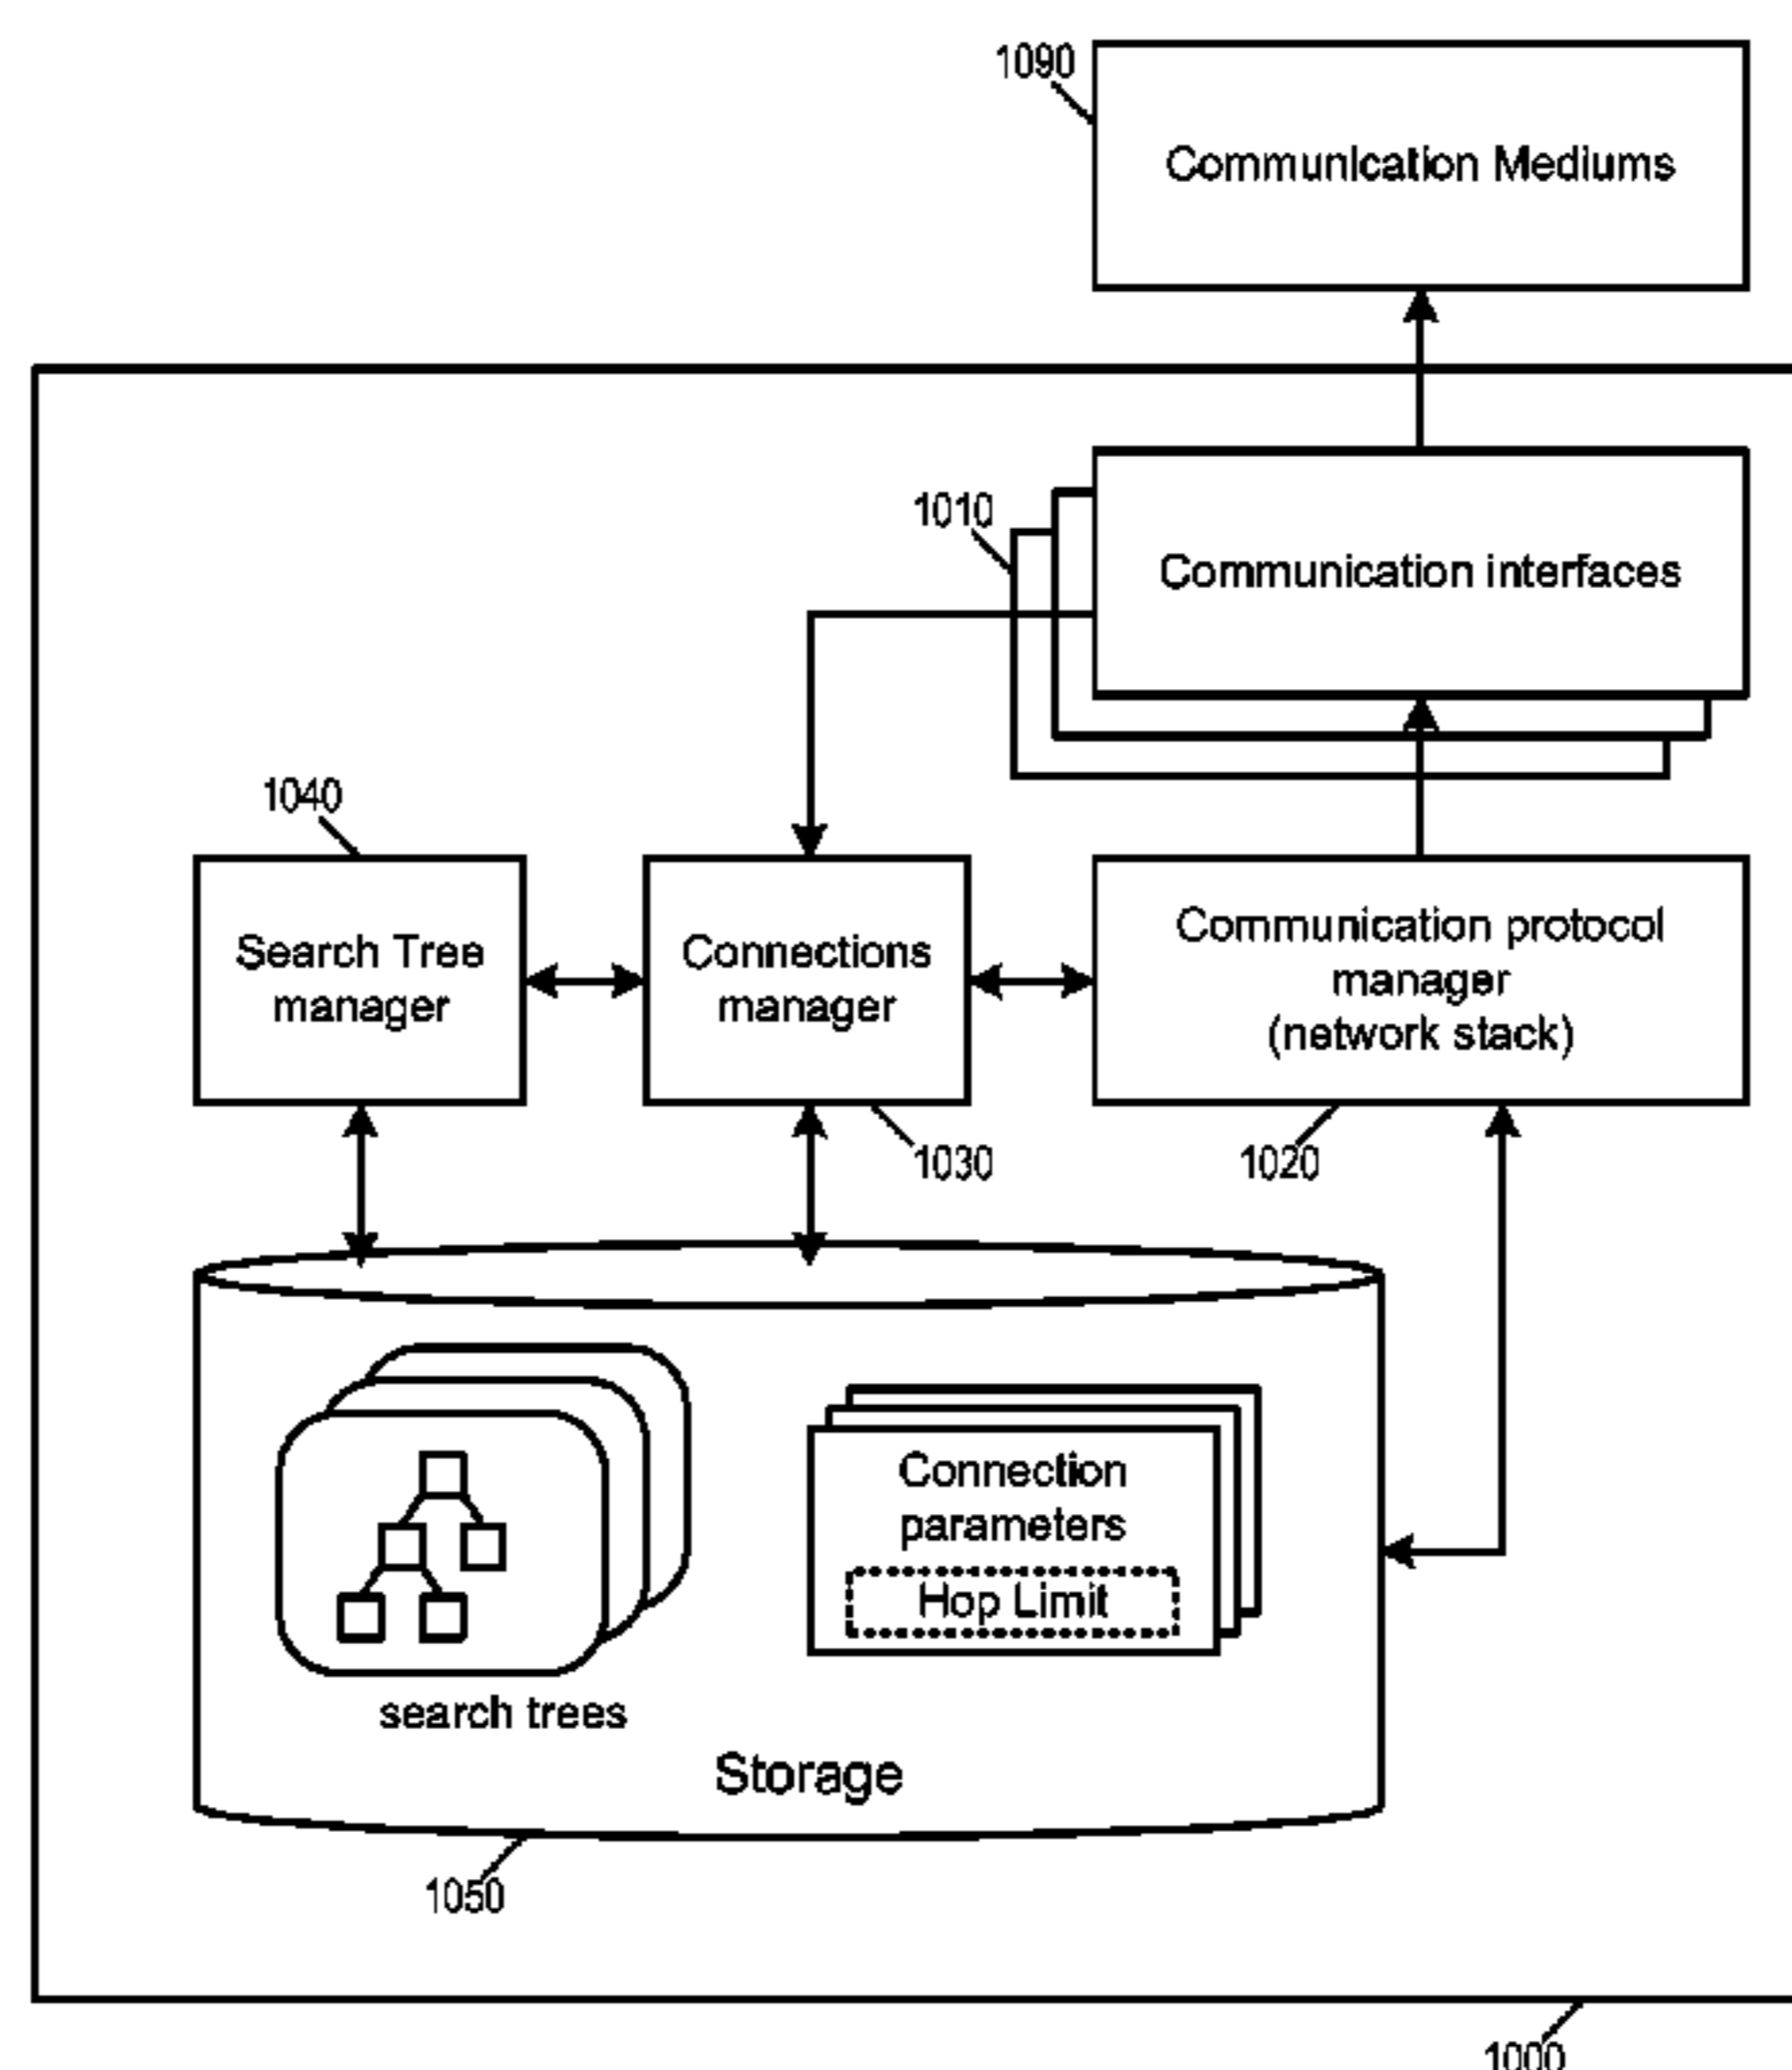 1090
Communication Mediums
1010
Communication interfaces
1040
Search Tree
manager
Connections
manager
Communication protocol
manager
(network stack)
1030
1020
Connection
parameters
Hop Limit
search trees
Storage
1050
1000